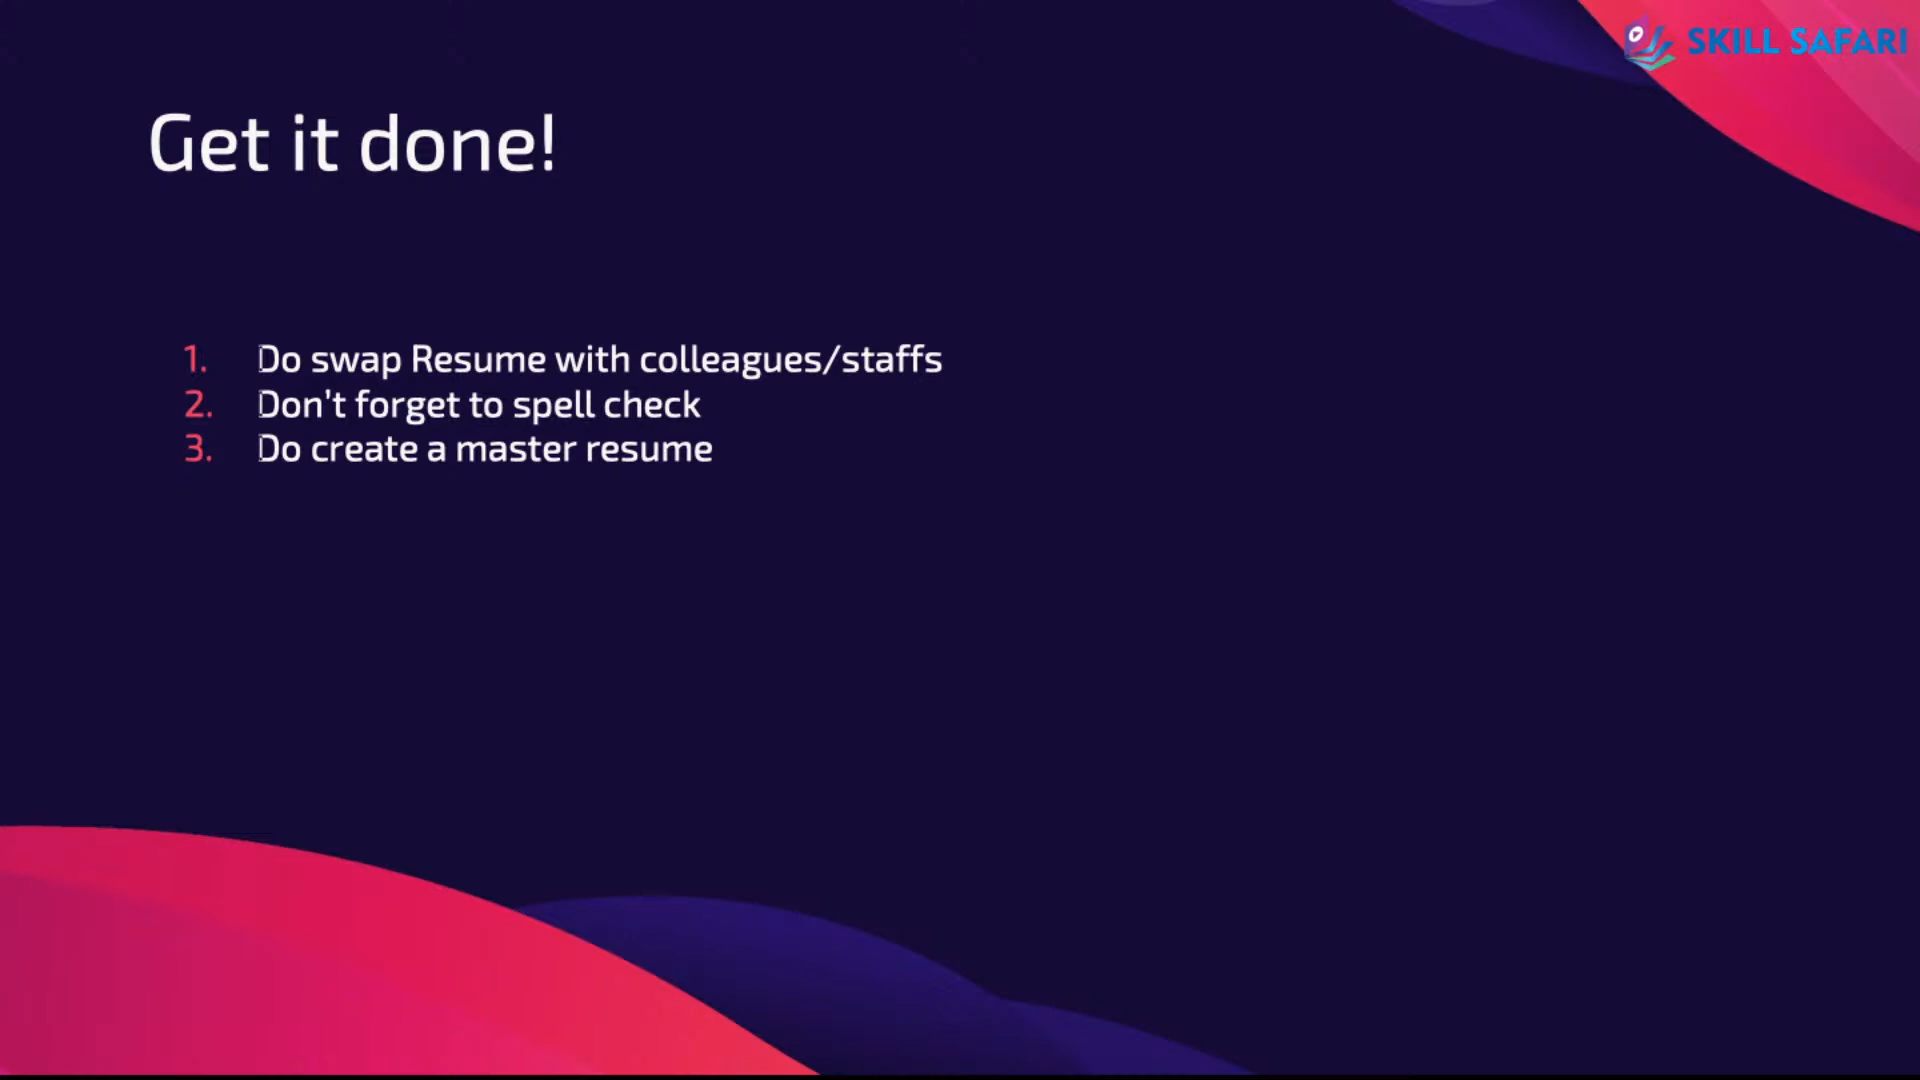 SKILL SAFARI
Get it done!
1. Do swap Resume with colleagues/staffs
2. Don't forget to spell check
3. Do create a master resume